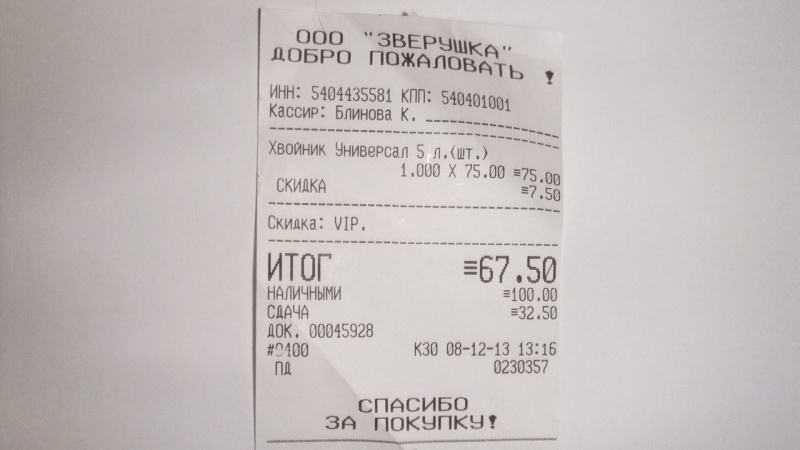 ООО "ЗВЕРУШКА"
ДОБРО ПОЖАЛОВАТЬ !
ИНН: 5404435581 КПП: 540401001
Кассир: Блинова К.
Хвойник Универсал 5 л.(шт.)
1.000 X 75.00 ≡75.00
СКИДКА ≡7.50
Скидка: VIP.
ИТОГ ≡67.50
НАЛИЧНЫМИ ≡100.00
СДАЧА ≡32.50
ДОК. 00045928
#9400 КЗ0 08-12-13 13:16
ПД 0230357
СПАСИБО
ЗА ПОКУПКУ!